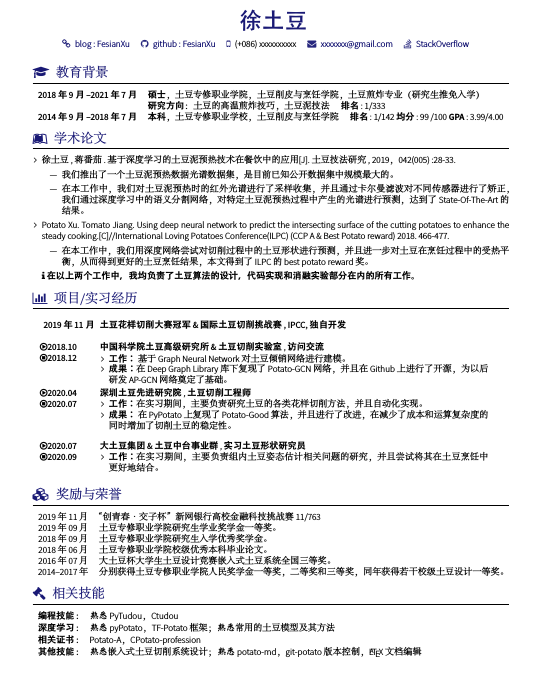 徐土豆
blog : FesianXu github : FesianXu (+086) xxxxxxxxxx xxxxxxx@gmail.com StackOverflow
教育背景
2018 年 9 月 –2021 年 7 月 硕士，土豆专修职业学院，土豆削皮与烹饪学院，土豆煎炸专业（研究生推免入学）
研究方向：土豆的高温煎炸技巧，土豆泥技法 排名 : 1/333
2014 年 9 月 –2018 年 7 月 本科，土豆专修职业学校，土豆削皮与烹饪学院 排名 : 1/142 均分 : 99 /100 GPA : 3.99/4.00
学术论文
› 徐土豆 , 蒋番茄 . 基于深度学习的土豆泥预热技术在餐饮中的应用[J]. 土豆技法研究 , 2019，042(005) :28-33.
— 我们推出了一个土豆泥预热数据光谱数据集，是目前已知公开数据集中规模最大的。
— 在本工作中，我们对土豆泥预热时的红外光谱进行了采样收集，并且通过卡尔曼滤波对不同传感器进行了矫正，
我们通过深度学习中的语义分割网络，对特定土豆泥预热过程中产生的光谱进行预测，达到了 State-Of-The-Art 的
结果。
› Potato Xu. Tomato Jiang. Using deep neural network to predict the intersecting surface of the cutting potatoes to enhance the
steady cooking.[C]//International Loving Potatoes Conference(ILPC) (CCP A & Best Potato reward) 2018. 466-477.
— 在本工作中，我们用深度网络尝试对切削过程中的土豆形状进行预测，并且进一步对土豆在烹饪过程中的受热平
衡，从而得到更好的土豆烹饪结果，本文得到了 ILPC 的 best potato reward 奖。
i 在以上两个工作中，我均负责了土豆算法的设计，代码实现和消融实验部分在内的所有工作。
项目/实习经历
2019 年 11 月 土豆花样切削大赛冠军 & 国际土豆切削挑战赛 , IPCC, 独自开发
2018.10 中国科学院土豆高级研究所 & 土豆切削实验室 , 访问交流
2018.12 › 工作： 基于 Graph Neural Network 对土豆倾销网络进行建模。
› 成果：在 Deep Graph Library 库下复现了 Potato-GCN 网络，并且在 Github 上进行了开源，为以后
研发 AP-GCN 网络奠定了基础。
2020.04 深圳土豆先进研究院 , 土豆切削工程师
2020.07 › 工作：在实习期间，主要负责研究土豆的各类花样切削方法，并且自动化实现。
› 成果： 在 PyPotato 上复现了 Potato-Good 算法，并且进行了改进，在减少了成本和运算复杂度的
同时增加了切削土豆的稳定性。
2020.07 大土豆集团 & 土豆中台事业群 , 实习土豆形状研究员
2020.09 › 工作：在实习期间，主要负责组内土豆姿态估计相关问题的研究，并且尝试将其在土豆烹饪中
更好地结合。
奖励与荣誉
2019 年 11 月 “创青春 · 交子杯” 新网银行高校金融科技挑战赛 11/763
2019 年 09 月 土豆专修职业学院研究生学业奖学金一等奖。
2018 年 09 月 土豆专修职业学院研究生入学优秀奖学金。
2018 年 06 月 土豆专修职业学院校级优秀本科毕业论文。
2016 年 07 月 大土豆杯大学生土豆设计竞赛嵌入式土豆系统全国三等奖。
2014–2017 年 分别获得土豆专修职业学院人民奖学金一等奖，二等奖和三等奖，同年获得若干校级土豆设计一等奖。
相关技能
编程技能： 熟悉 PyTudou，Ctudou
深度学习： 熟悉 pyPotato，TF-Potato 框架；熟悉常用的土豆模型及其方法
相关证书： Potato-A，CPotato-profession
其他技能： 熟悉嵌入式土豆切削系统设计；熟悉 potato-md，git-potato 版本控制，LaTeX 文档编辑